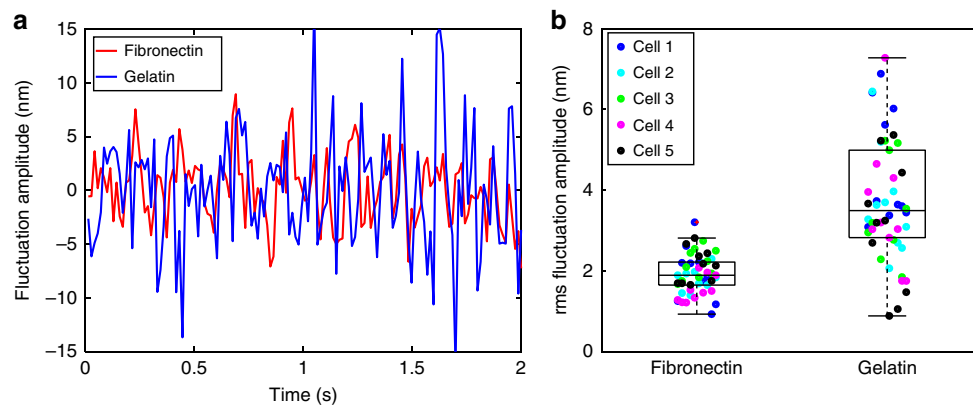 a
Fluctuation amplitude (nm)
15
10
5
0
−5
−10
−15
Fibronectin
Gelatin
0
0.5
1
1.5
2
Time (s)
b
rms fluctuation amplitude (nm)
8
6
4
2
0
Cell 1
Cell 2
Cell 3
Cell 4
Cell 5
Fibronectin
Gelatin